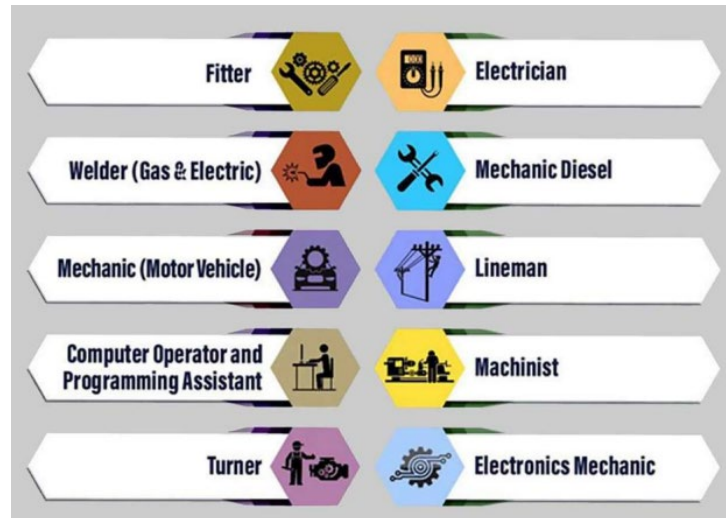 Fitter
Electrician
Welder (Gas & Electric)
Mechanic Diesel
Mechanic (Motor Vehicle)
Lineman
Computer Operator and
Programming Assistant
Machinist
Turner
Electronics Mechanic